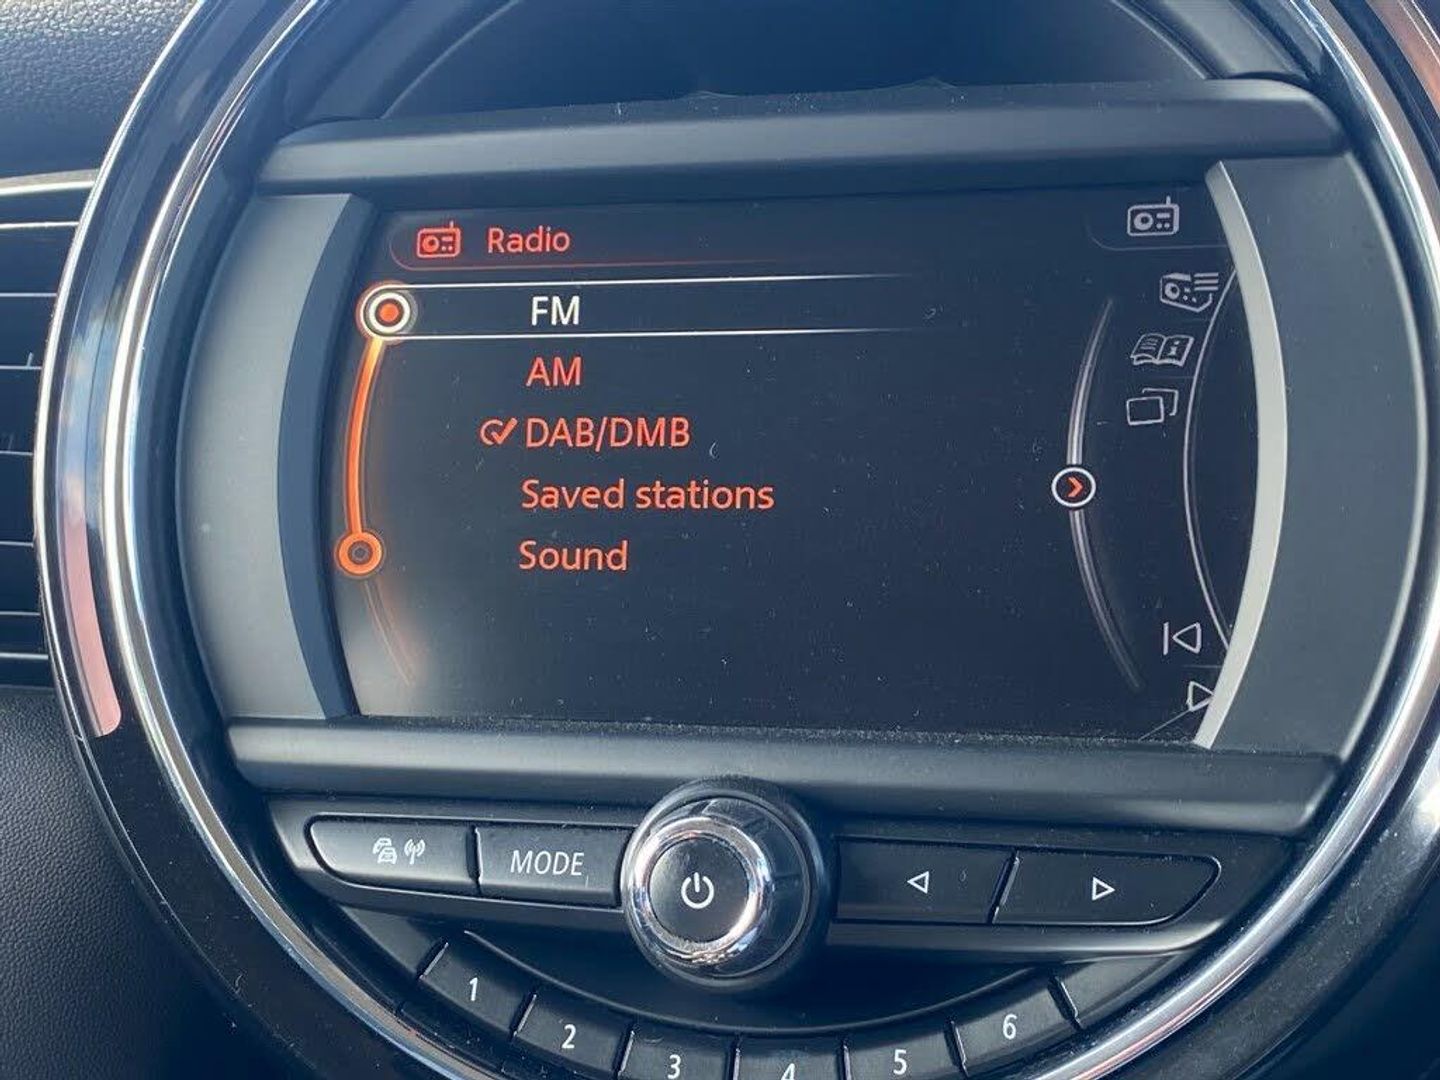 Radio
FM
AM
DAB/DMB
Saved stations
Sound
MODE
1
2
3
4
5
6